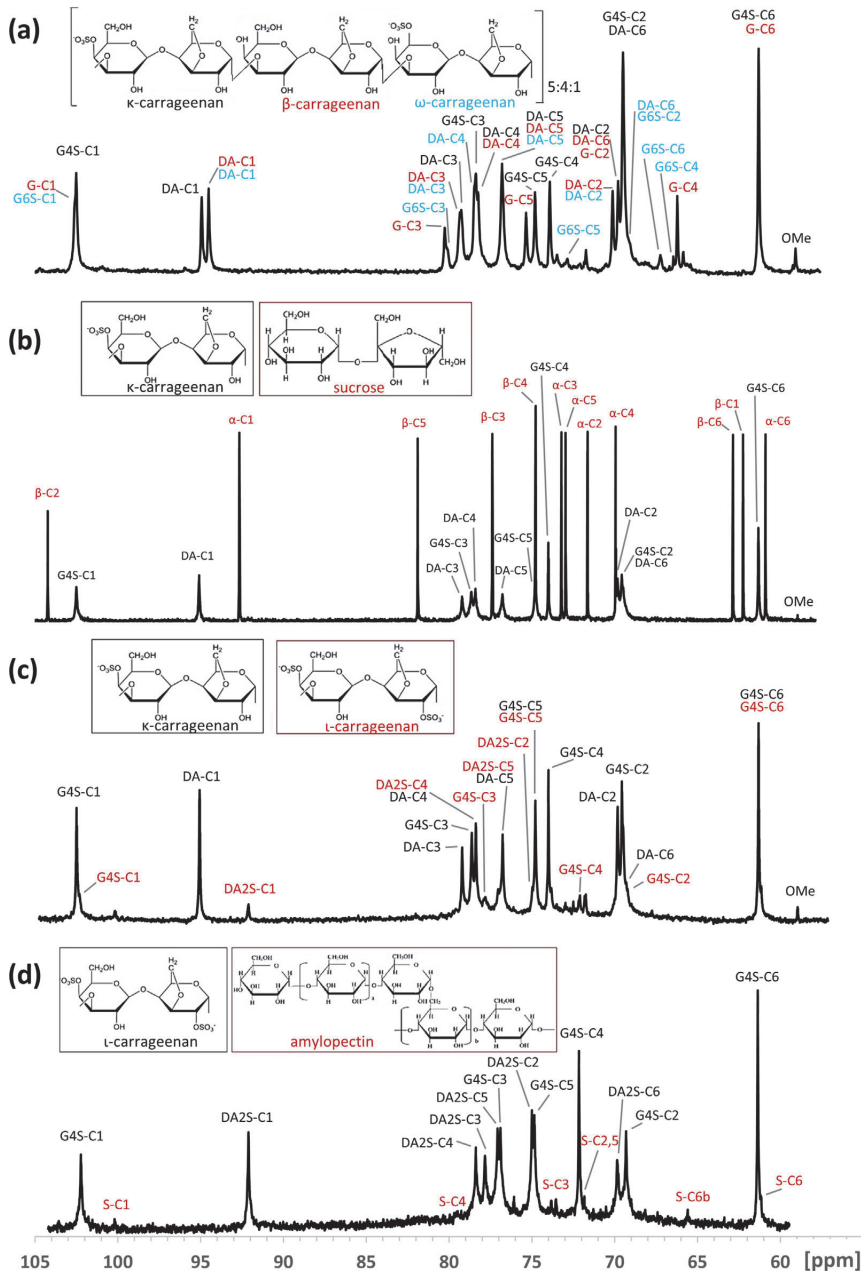 (a)
CH₂OH
⁻O₃SO
OH
H₂
C
O
κ-carrageenan
β-carrageenan
ω-carrageenan
5:4:1
G4S-C2
DA-C6
G4S-C6
G-C6
G4S-C1
G-C1
G6S-C1
DA-C1
DA-C1
DA-C1
G4S-C3
DA-C4
DA-C3
DA-C3
DA-C3
G6S-C3
G-C3
DA-C4
DA-C4
DA-C5
DA-C5
DA-C5
G4S-C5
G-C5
G4S-C4
G6S-C5
DA-C2
DA-C6
G-C2
DA-C2
DA-C2
DA-C6
G6S-C2
G6S-C6
G6S-C4
G-C4
OMe
(b)
κ-carrageenan
sucrose
β-C2
G4S-C1
DA-C1
α-C1
β-C5
DA-C3
G4S-C3
DA-C4
β-C3
DA-C5
G4S-C5
β-C4
G4S-C4
α-C3
α-C5
α-C2
α-C4
DA-C2
G4S-C2
DA-C6
β-C6
β-C1
G4S-C6
α-C6
OMe
(c)
κ-carrageenan
ι-carrageenan
G4S-C1
G4S-C1
DA-C1
DA2S-C1
DA2S-C4
DA-C4
G4S-C3
DA-C3
G4S-C3
DA2S-C5
DA-C5
DA2S-C2
G4S-C5
G4S-C5
G4S-C4
G4S-C4
DA-C2
G4S-C2
DA-C6
G4S-C2
G4S-C6
G4S-C6
OMe
(d)
ι-carrageenan
amylopectin
G4S-C1
S-C1
DA2S-C1
S-C4
DA2S-C4
DA2S-C3
DA2S-C5
G4S-C3
DA2S-C2
G4S-C5
S-C3
G4S-C4
S-C2,5
DA2S-C6
G4S-C2
S-C6b
G4S-C6
S-C6
105 100 95 90 85 80 75 70 65 60 [ppm]